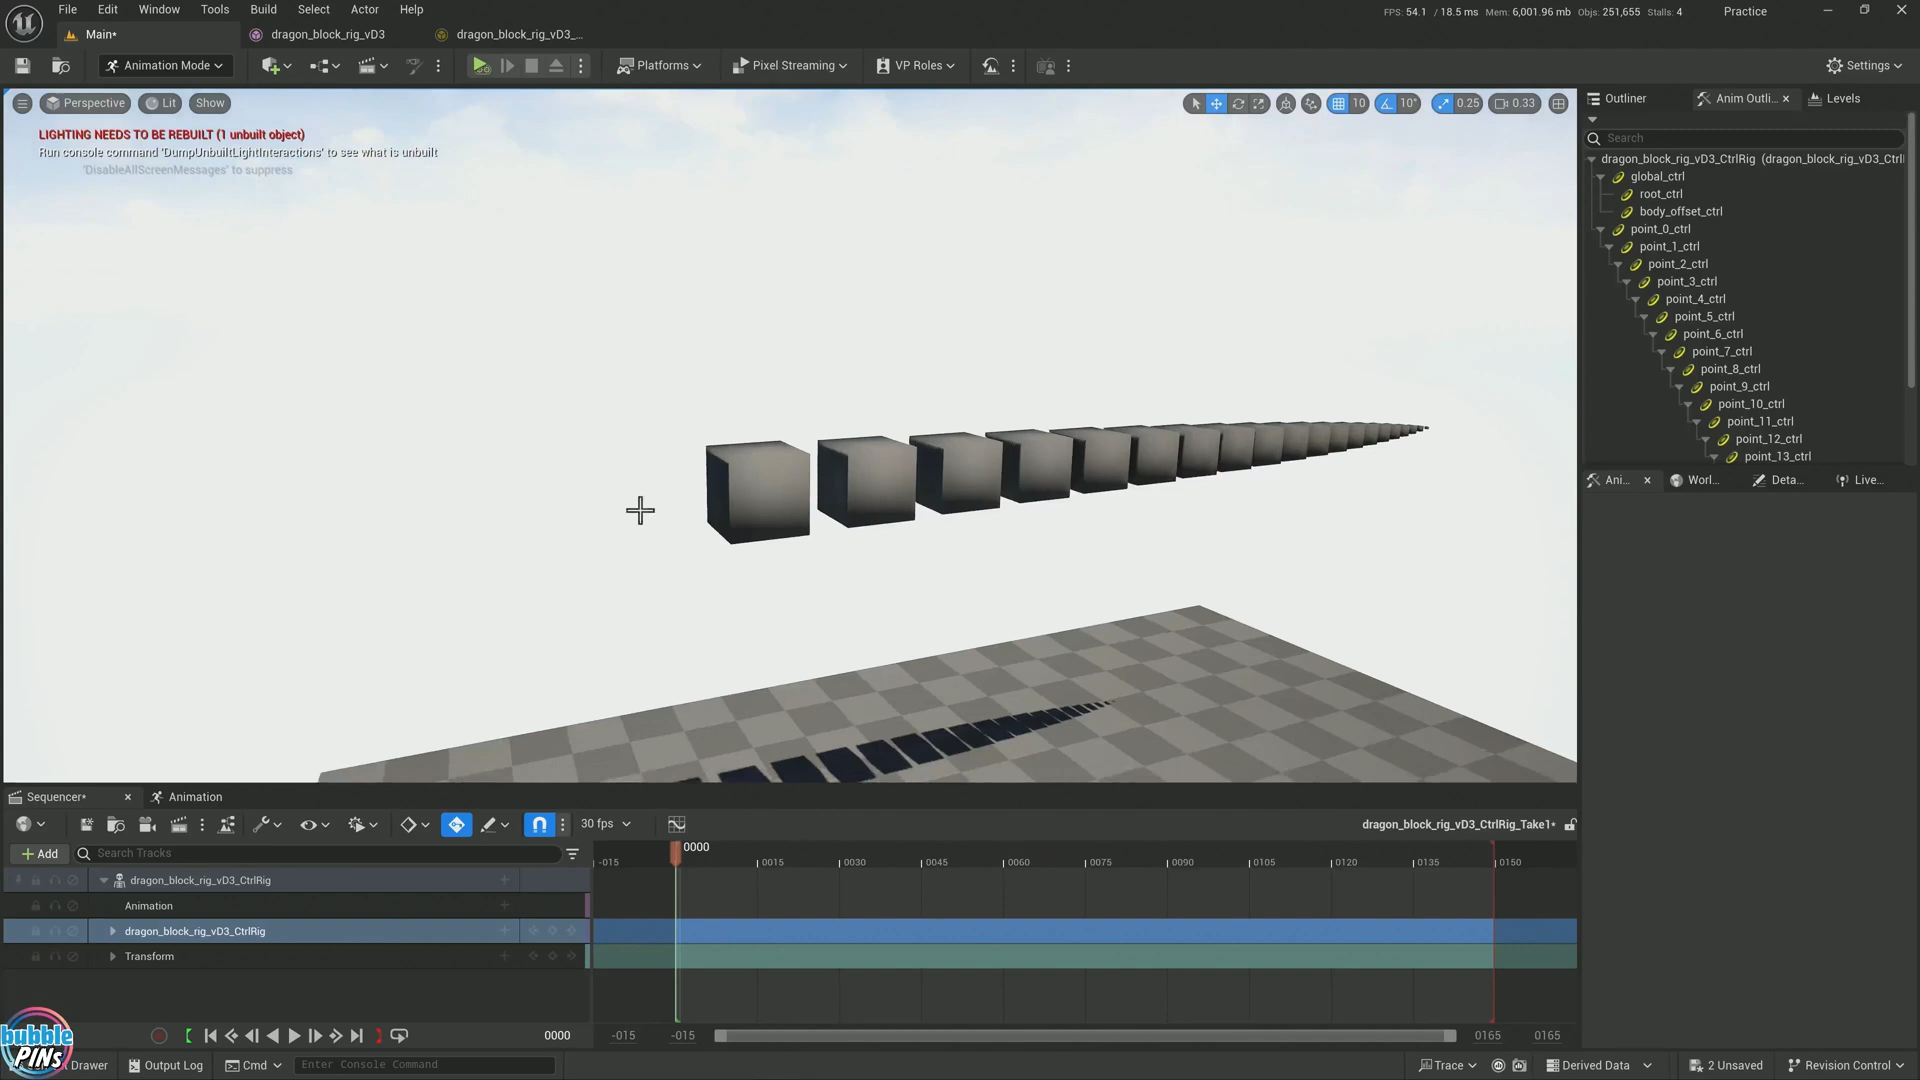 File Edit Window Tools Build Select Actor Help
FPS: 54.1 / 18.5 ms Mem: 6,001.96 mb Objs: 251,655 Stalls: 4 Practice
Main* dragon_block_rig_vD3 dragon_block_rig_vD3_...
Animation Mode Platforms Pixel Streaming VP Roles Settings
Perspective Lit Show 10 10° 0.25 0.33
LIGHTING NEEDS TO BE REBUILT (1 unbuilt object)
Run console command 'DumpUnbuiltLightInteractions' to see what is unbuilt
'DisableAllScreenMessages' to suppress
Outliner Anim Outli... Levels
Search
dragon_block_rig_vD3_CtrlRig (dragon_block_rig_vD3_Ctrl
global_ctrl
root_ctrl
body_offset_ctrl
point_0_ctrl
point_1_ctrl
point_2_ctrl
point_3_ctrl
point_4_ctrl
point_5_ctrl
point_6_ctrl
point_7_ctrl
point_8_ctrl
point_9_ctrl
point_10_ctrl
point_11_ctrl
point_12_ctrl
point_13_ctrl
Ani... Worl... Deta... Live...
Sequencer* Animation
30 fps dragon_block_rig_vD3_CtrlRig_Take1*
Add Search Tracks
0000
-015 0015 0030 0045 0060 0075 0090 0105 0120 0135 0150
dragon_block_rig_vD3_CtrlRig
Animation
dragon_block_rig_vD3_CtrlRig
Transform
0000 -015 -015 0165 0165
bubble
PINS
Drawer Output Log Cmd Enter Console Command Trace Derived Data 2 Unsaved Revision Control